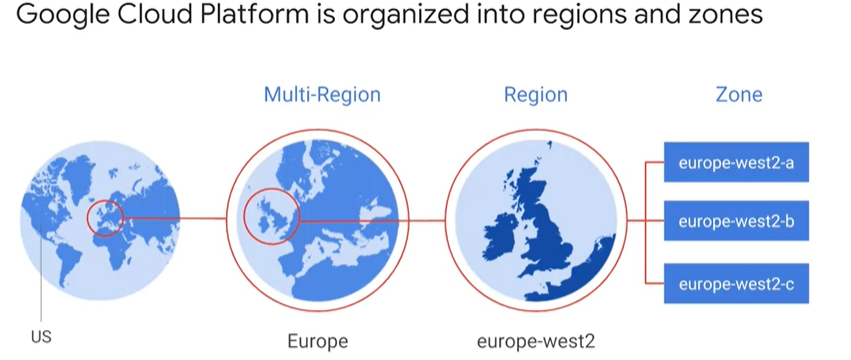 Google Cloud Platform is organized into regions and zones
Multi-Region
Region
Zone
europe-west2-a
europe-west2-b
europe-west2-c
US
Europe
europe-west2